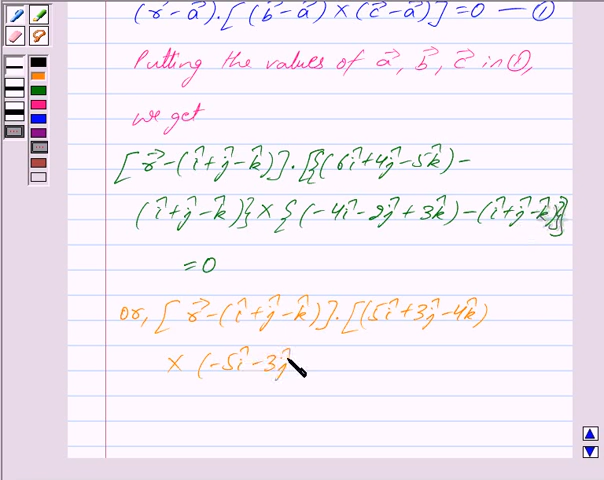 (r⃗ - a⃗) . [(b⃗ - a⃗) × (c⃗ - a⃗)] = 0 — ①
Putting the values of a⃗, b⃗, c⃗ in ①,
we get
[r⃗ - (î + ĵ - k̂)] . [{(6î + 4ĵ - 5k̂) -
(î + ĵ - k̂)} × {(-4î - 2ĵ + 3k̂) - (î + ĵ - k̂)}]
= 0
or, [r⃗ - (î + ĵ - k̂)] . [(5î + 3ĵ - 4k̂)
× (-5î - 3ĵ